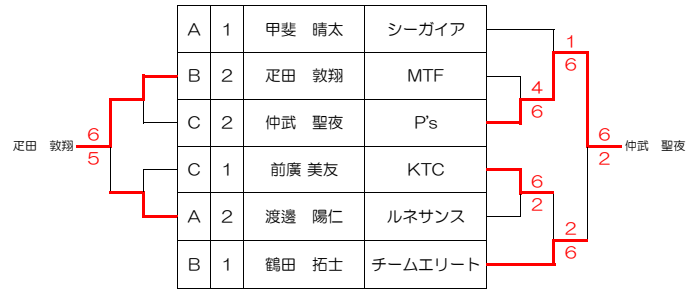 A 1 甲斐 晴太 シーガイア 1
6
B 2 疋田 敦翔 MTF 4
6
C 2 仲武 聖夜 P's
疋田 敦翔 6
5
6 仲武 聖夜
2
C 1 前廣 美友 KTC 6
2
A 2 渡邊 陽仁 ルネサンス 2
6
B 1 鶴田 拓士 チームエリート